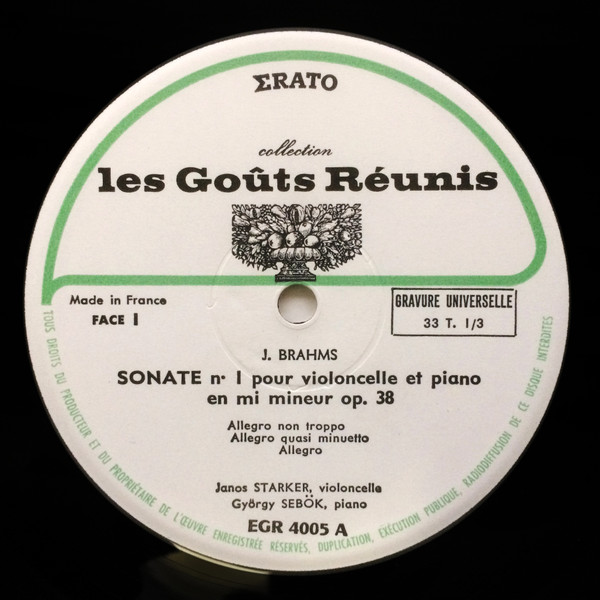 ΣRATO
collection
les Goûts Réunis
Made in France
FACE I
GRAVURE UNIVERSELLE
33 T. 1/3
J. BRAHMS
SONATE n° I pour violoncelle et piano
en mi mineur op. 38
Allegro non troppo
Allegro quasi minuetto
Allegro
Janos STARKER, violoncelle
György SEBÖK, piano
EGR 4005 A
TOUS DROITS DU PRODUCTEUR ET DU PROPRIÉTAIRE DE L'ŒUVRE ENREGISTRÉE RÉSERVÉS, DUPLICATION, EXÉCUTION PUBLIQUE, RADIODIFFUSION DE CE DISQUE INTERDITES